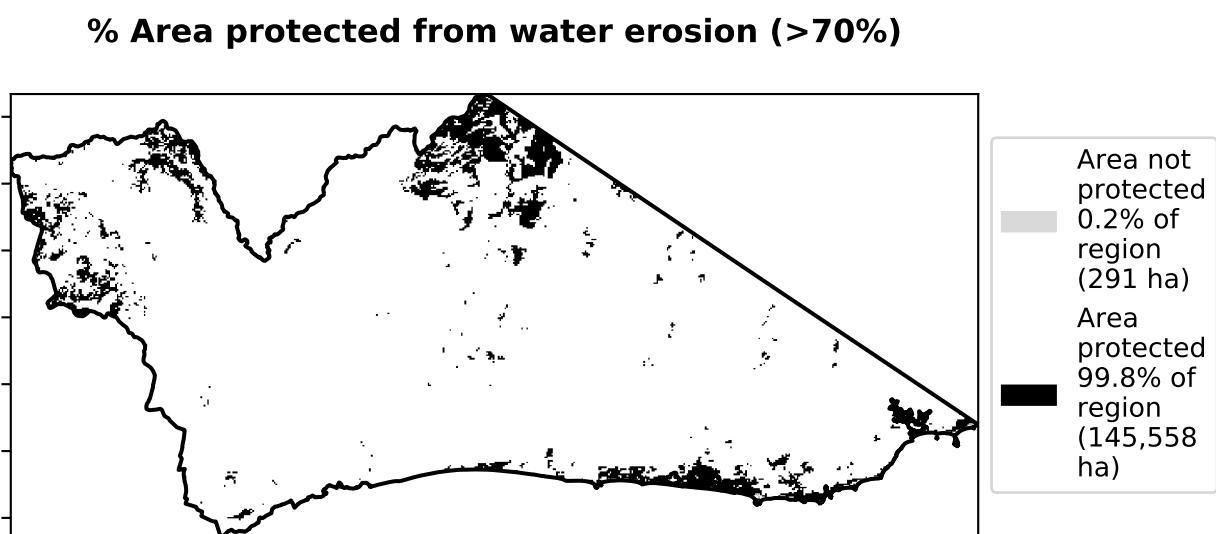 % Area protected from water erosion (>70%)
Area not
protected
0.2% of
region
(291 ha)
Area
protected
99.8% of
region
(145,558
ha)